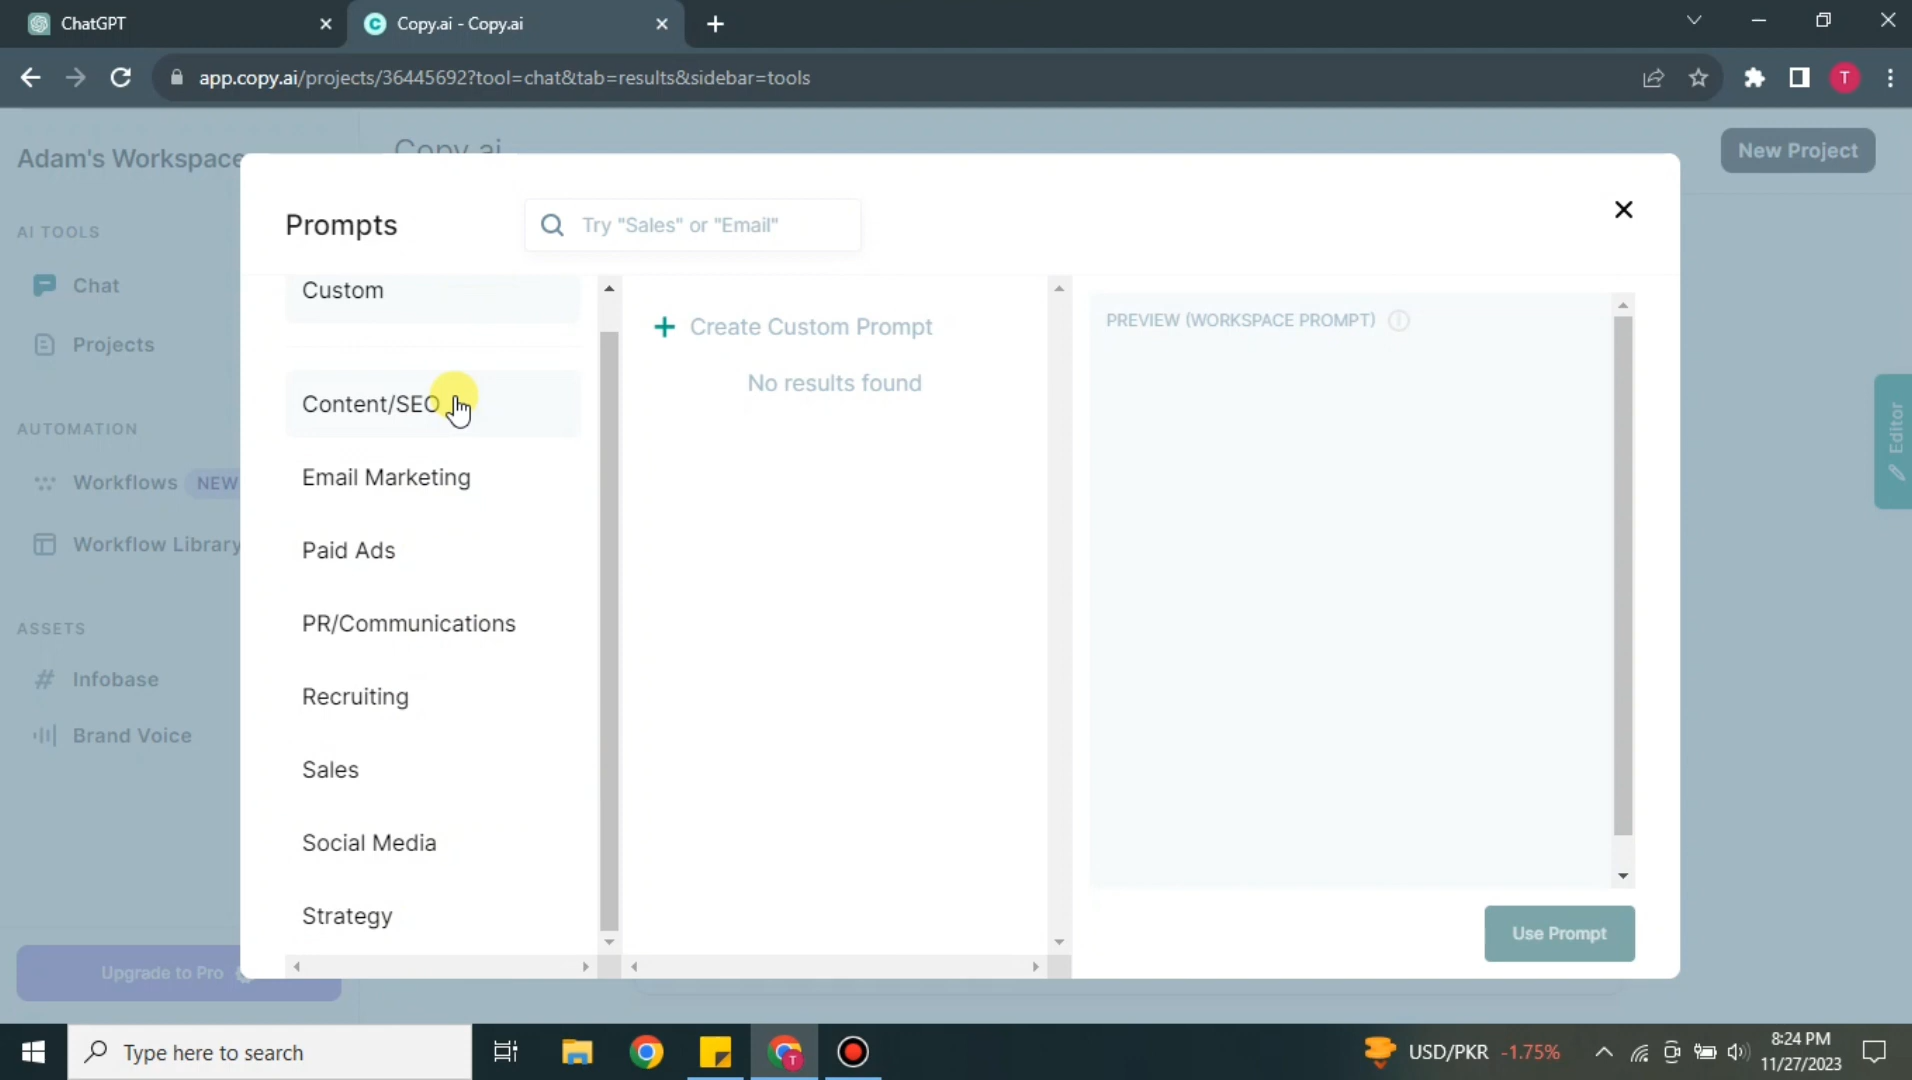 ChatGPT
Copy.ai - Copy.ai
app.copy.ai/projects/36445692?tool=chat&tab=results&sidebar=tools
T
Adam's Workspace
Copy.ai
New Project
AI TOOLS
Chat
Projects
AUTOMATION
Workflows NEW
Workflow Library
ASSETS
Infobase
Brand Voice
Upgrade to Pro
Prompts
Try "Sales" or "Email"
Custom
Content/SEO
Email Marketing
Paid Ads
PR/Communications
Recruiting
Sales
Social Media
Strategy
Create Custom Prompt
No results found
PREVIEW (WORKSPACE PROMPT)
Use Prompt
Editor
Type here to search
T
USD/PKR -1.75%
8:24 PM
11/27/2023